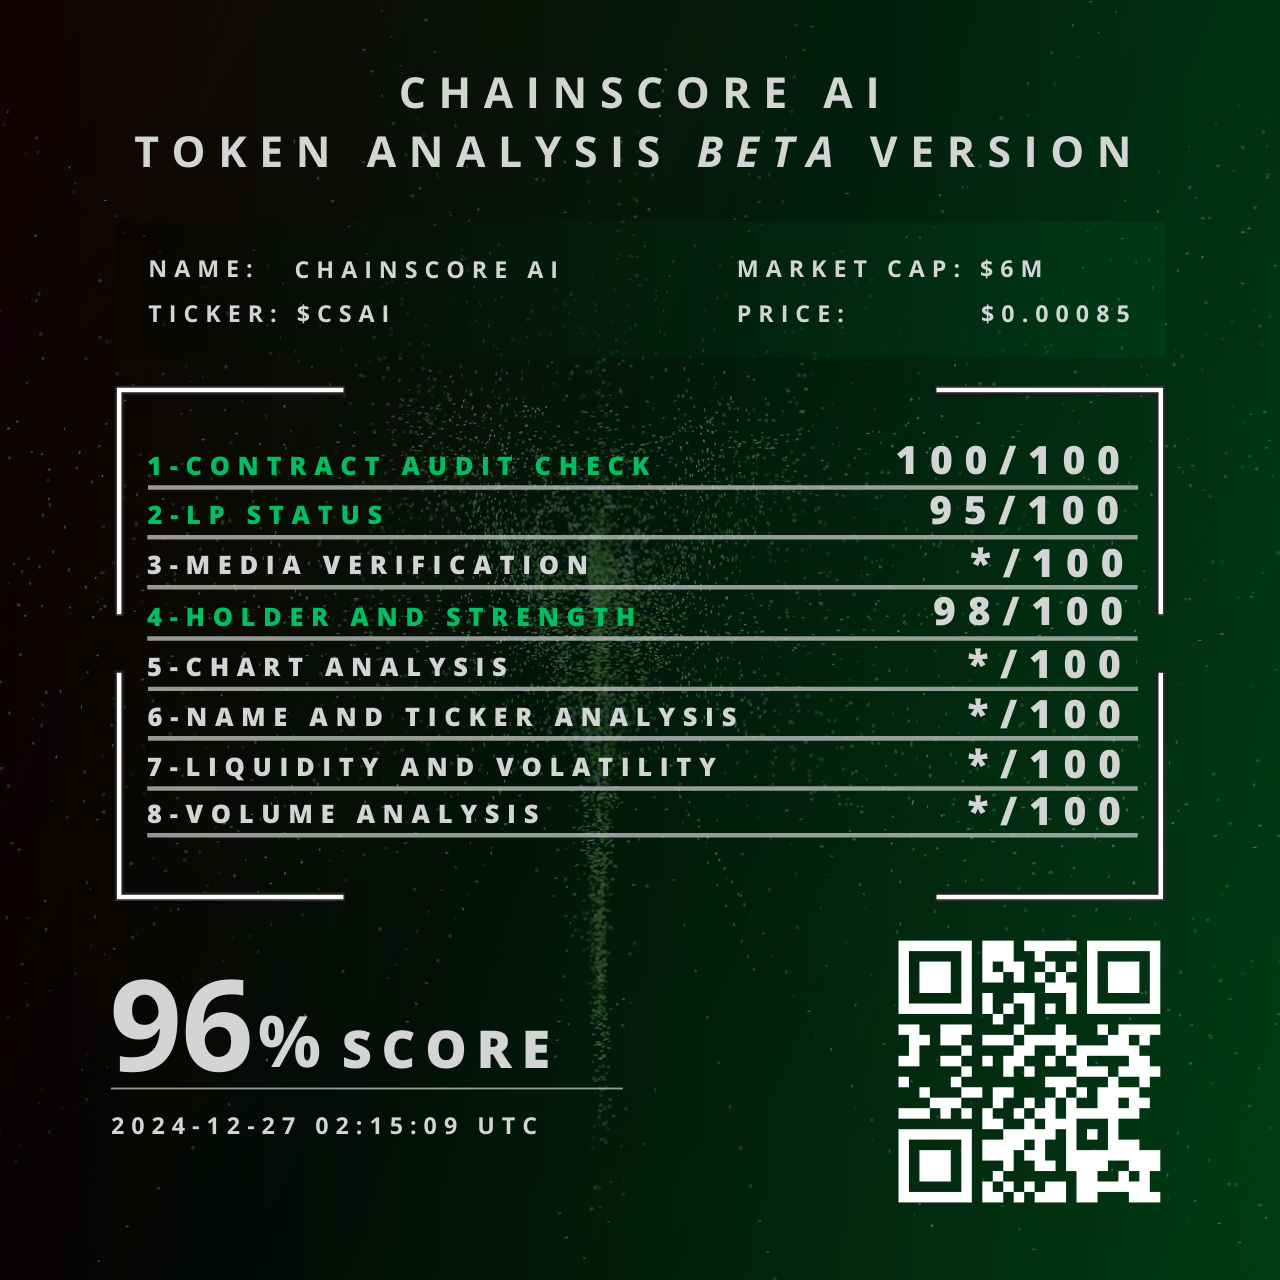 CHAINSCORE AI
TOKEN ANALYSIS BETA VERSION
NAME: CHAINSCORE AI
TICKER: $CSAI
MARKET CAP: $6M
PRICE: $0.00085
1-CONTRACT AUDIT CHECK 100/100
2-LP STATUS 95/100
3-MEDIA VERIFICATION */100
4-HOLDER AND STRENGTH 98/100
5-CHART ANALYSIS */100
6-NAME AND TICKER ANALYSIS */100
7-LIQUIDITY AND VOLATILITY */100
8-VOLUME ANALYSIS */100
96% SCORE
2024-12-27 02:15:09 UTC